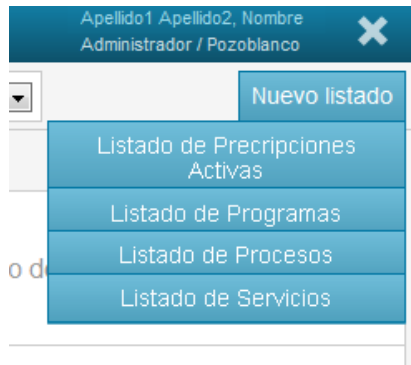 Apellido1 Apellido2, Nombre
Administrador / Pozoblanco
Nuevo listado
Listado de Precripciones
Activas
Listado de Programas
Listado de Procesos
Listado de Servicios